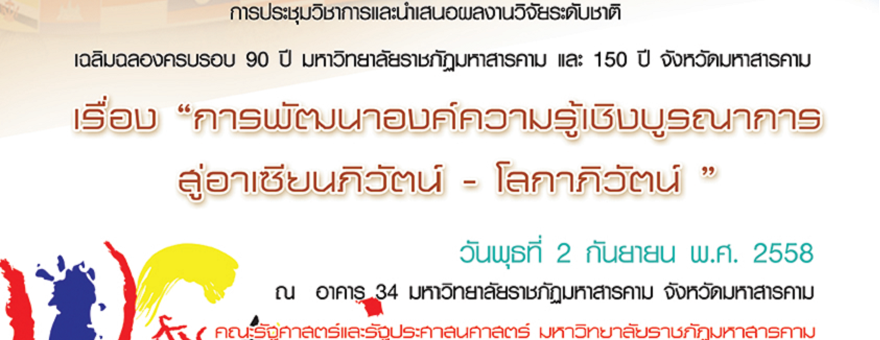 การประชุมวิชาการและนำเสนอผลงานวิจัยระดับชาติ
เฉลิมฉลองครบรอบ 90 ปี มหาวิทยาลัยราชภัฏมหาสารคาม และ 150 ปี จังหวัดมหาสารคาม
เรื่อง “การพัฒนาองค์ความรู้เชิงบูรณาการ
สู่อาเซียนภิวัตน์ - โลกาภิวัตน์ ”
วันพุธที่ 2 กันยายน พ.ศ. 2558
ณ อาคาร 34 มหาวิทยาลัยราชภัฏมหาสารคาม จังหวัดมหาสารคาม
คณะรัฐศาสตร์และรัฐประศาสนศาสตร์ มหาวิทยาลัยราชภัฏมหาสารคาม